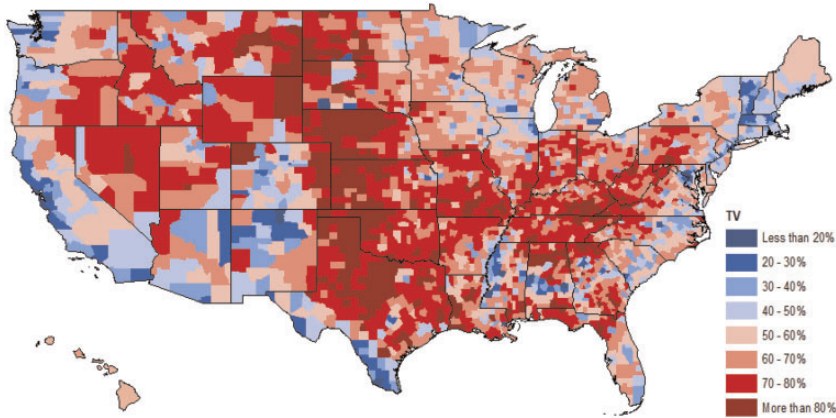 TV
Less than 20%
20 - 30%
30 - 40%
40 - 50%
50 - 60%
60 - 70%
70 - 80%
More than 80%